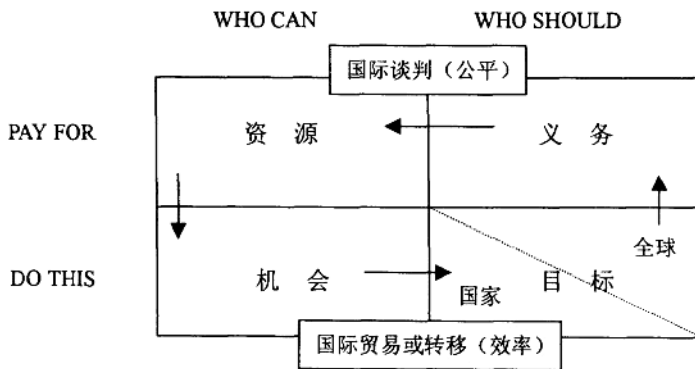 WHO CAN
WHO SHOULD
国际谈判（公平）
PAY FOR
资 源
义 务
全球
DO THIS
机 会
国家
目 标
国际贸易或转移（效率）